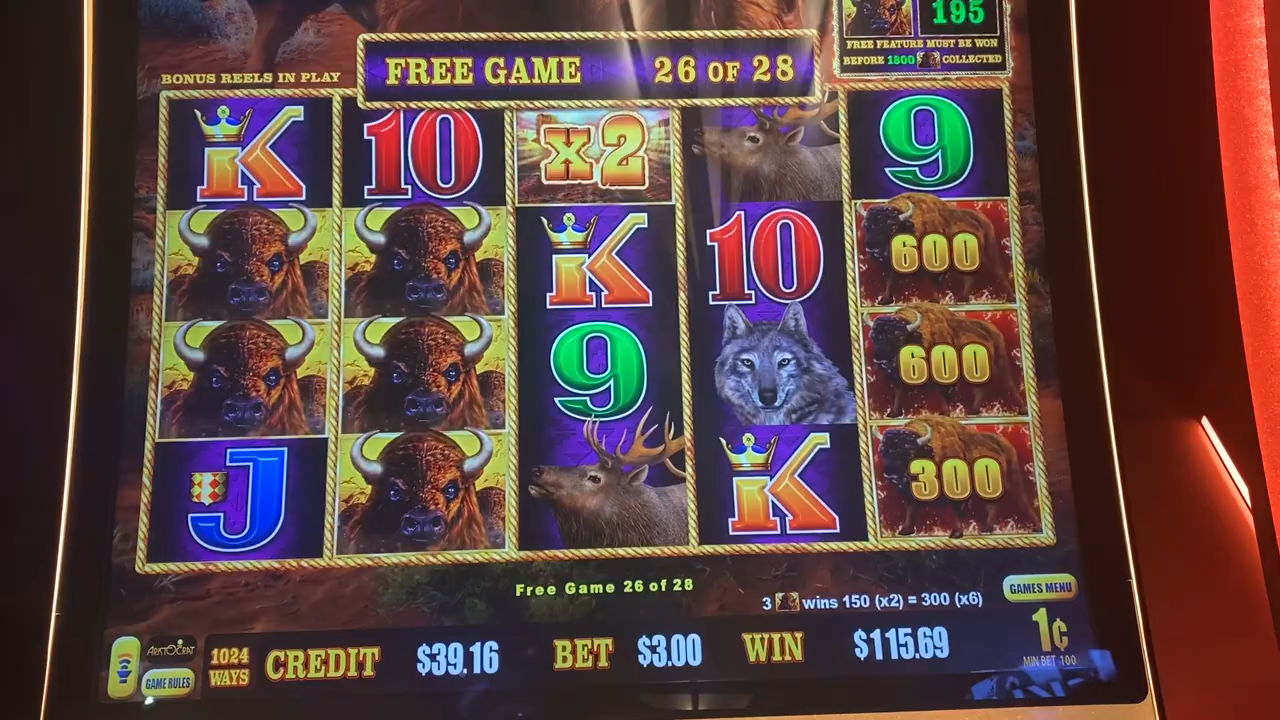 195
FREE FEATURE MUST BE WON
BEFORE 1800 COLLECTED
BONUS REELS IN PLAY
FREE GAME 26 OF 28
K 10 x2 9
K 10 600
9 600
J K 300
Free Game 26 of 28
3 wins 150 (x2) = 300 (x6)
GAMES MENU
ARISTOCRAT
GAME RULES
1024 WAYS
CREDIT $39.16 BET $3.00 WIN $115.69
1¢
MIN BET 100